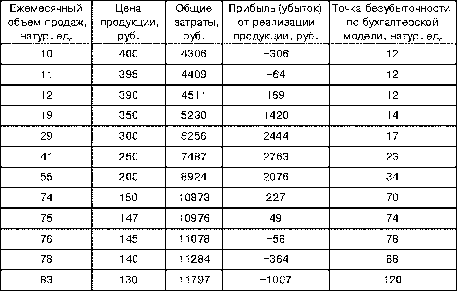 Ежемесячный объем продаж, натур. ед. Цена продукции, руб. Общие затраты, руб. Прибыль (убыток) от реализации продукции, руб. Точка безубыточности по бухгалтерской модели, натур. ед.
10 400 4306 −306 12
11 395 4409 −64 12
12 390 4511 169 12
19 350 5230 1420 14
29 300 6256 2444 17
41 250 7487 2763 23
55 200 8924 2076 34
74 150 10873 227 70
75 147 10976 49 74
76 145 11078 −58 78
78 140 11284 −364 88
83 130 11797 −1007 120